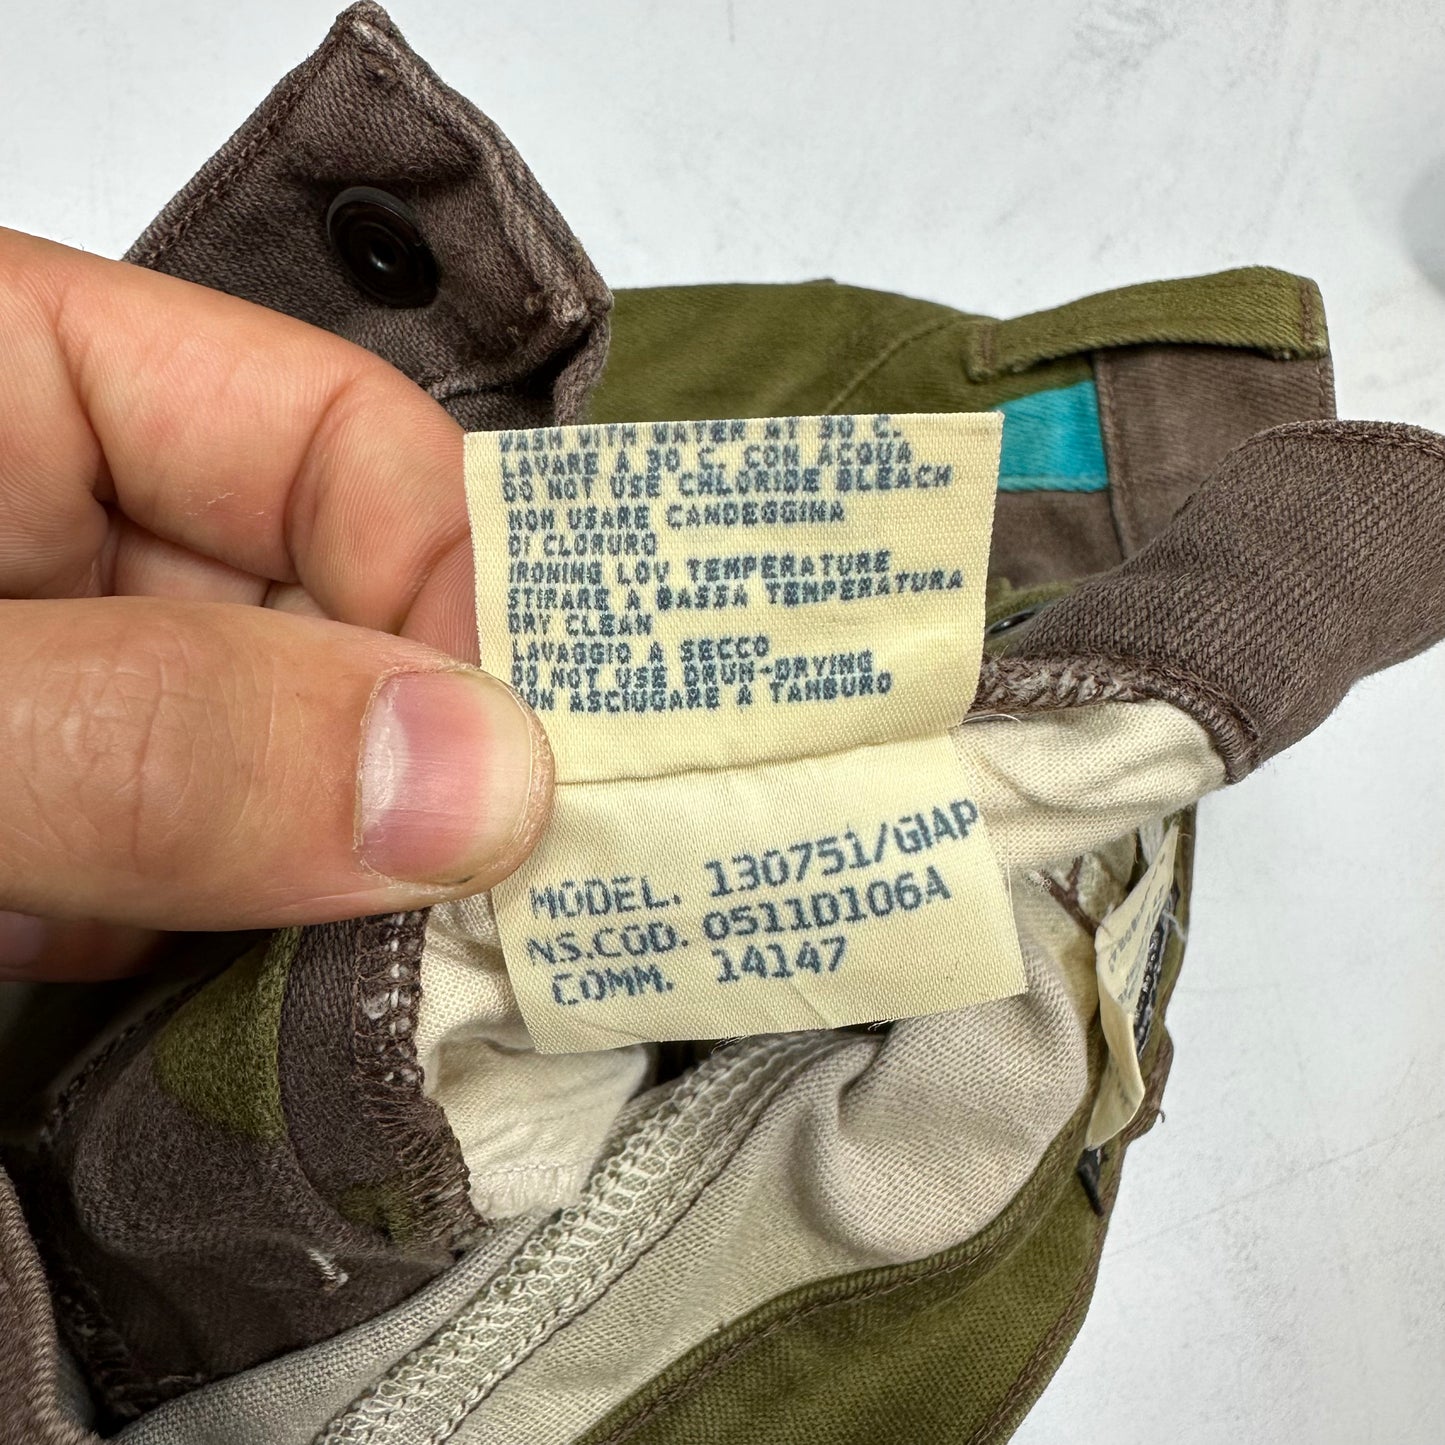 WASH WITH WATER AT 30 C.
LAVARE A 30 C. CON ACQUA
DO NOT USE CHLORIDE BLEACH
NON USARE CANDEGGINA
DI CLORURO
IRONING LOW TEMPERATURE
STIRARE A BASSA TEMPERATURA
DRY CLEAN
LAVAGGIO A SECCO
DO NOT USE DRUM-DRYING
ON ASCIUGARE A TAMBURO
MODEL. 130751/GIAP
NS.COD. 0511D106A
COMM. 14147